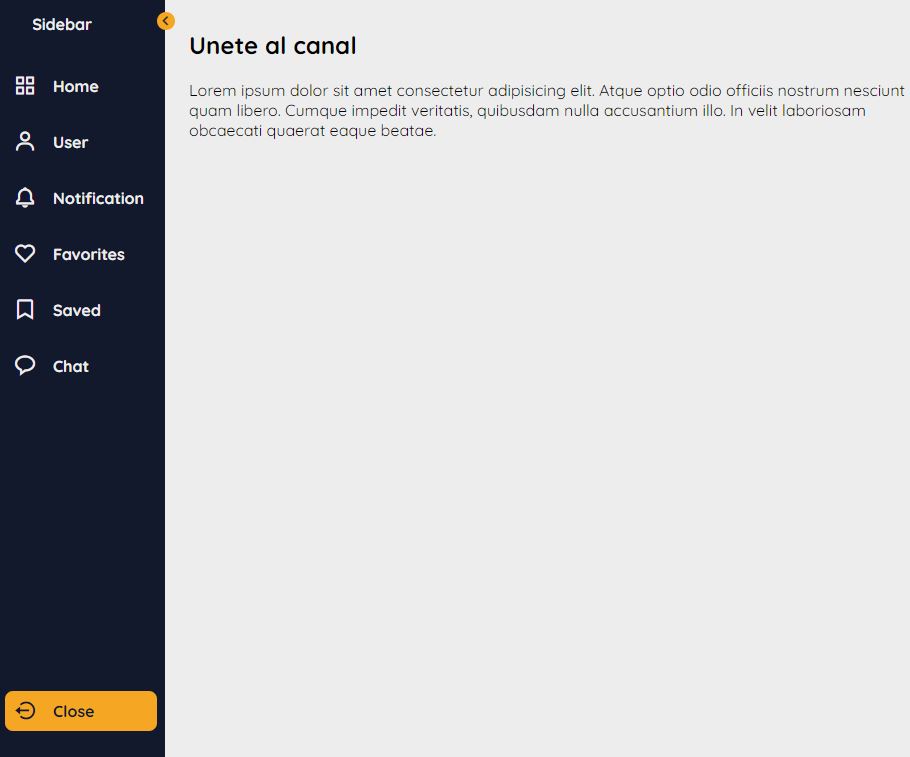 Sidebar
Home
User
Notification
Favorites
Saved
Chat
Close
Unete al canal
Lorem ipsum dolor sit amet consectetur adipisicing elit. Atque optio odio officiis nostrum nesciunt
quam libero. Cumque impedit veritatis, quibusdam nulla accusantium illo. In velit laboriosam
obcaecati quaerat eaque beatae.